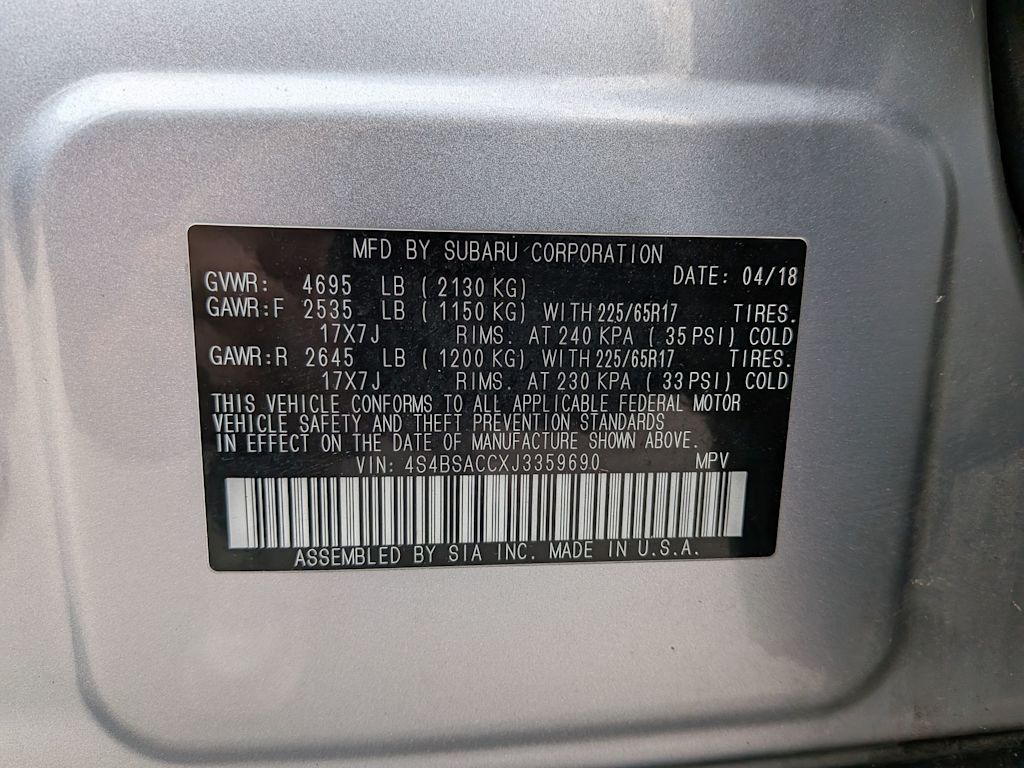 MFD BY SUBARU CORPORATION
DATE: 04/18
GVWR: 4695 LB (2130 KG)
GAWR:F 2535 LB (1150 KG) WITH 225/65R17 TIRES.
17X7J RIMS. AT 240 KPA (35 PSI) COLD
GAWR:R 2645 LB (1200 KG) WITH 225/65R17 TIRES.
17X7J RIMS. AT 230 KPA (33 PSI) COLD
THIS VEHICLE CONFORMS TO ALL APPLICABLE FEDERAL MOTOR
VEHICLE SAFETY AND THEFT PREVENTION STANDARDS
IN EFFECT ON THE DATE OF MANUFACTURE SHOWN ABOVE.
VIN: 4S4BSACCXJ3359690 MPV
ASSEMBLED BY SIA INC. MADE IN U.S.A.